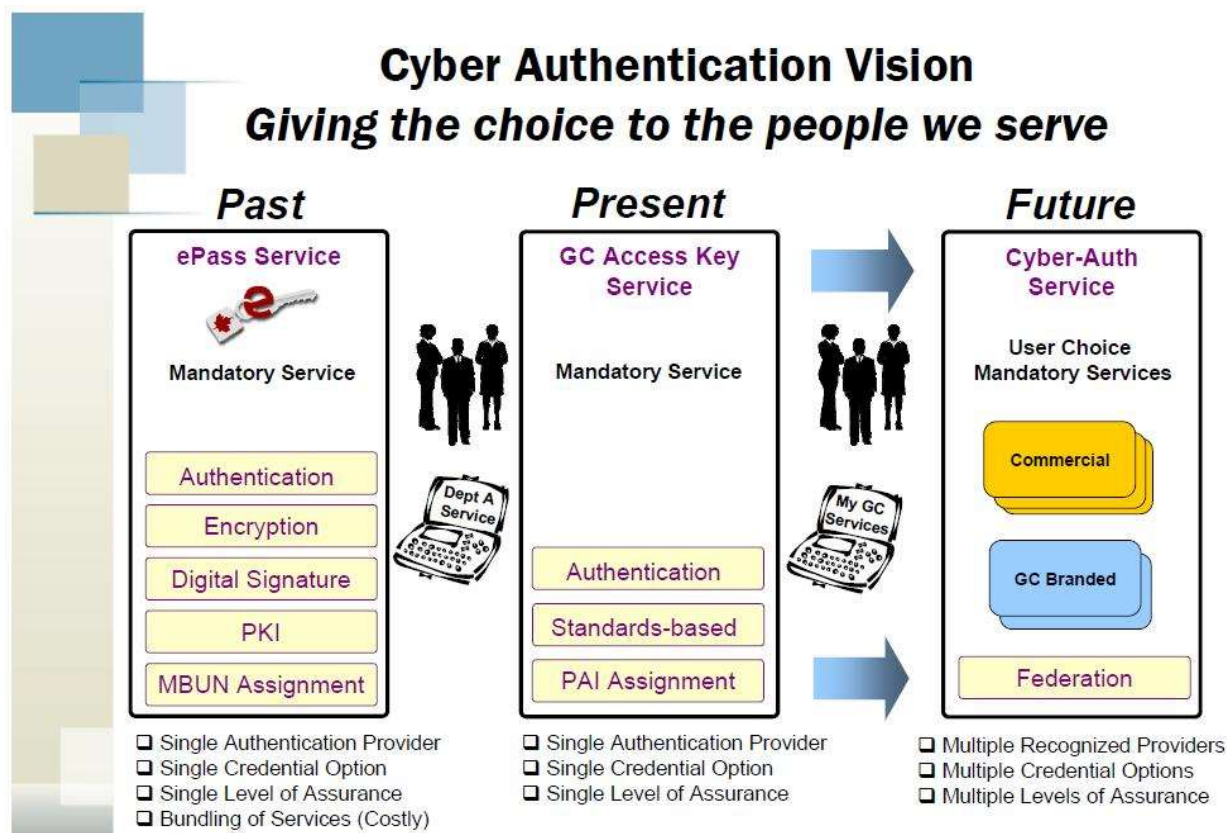 Cyber Authentication Vision
Giving the choice to the people we serve
Past
ePass Service
e
Mandatory Service
Authentication
Encryption
Digital Signature
PKI
MBUN Assignment
❑ Single Authentication Provider
❑ Single Credential Option
❑ Single Level of Assurance
❑ Bundling of Services (Costly)
Dept A
Service
Present
GC Access Key
Service
Mandatory Service
Authentication
Standards-based
PAI Assignment
❑ Single Authentication Provider
❑ Single Credential Option
❑ Single Level of Assurance
My GC
Services
Future
Cyber-Auth
Service
User Choice
Mandatory Services
Commercial
GC Branded
Federation
❑ Multiple Recognized Providers
❑ Multiple Credential Options
❑ Multiple Levels of Assurance